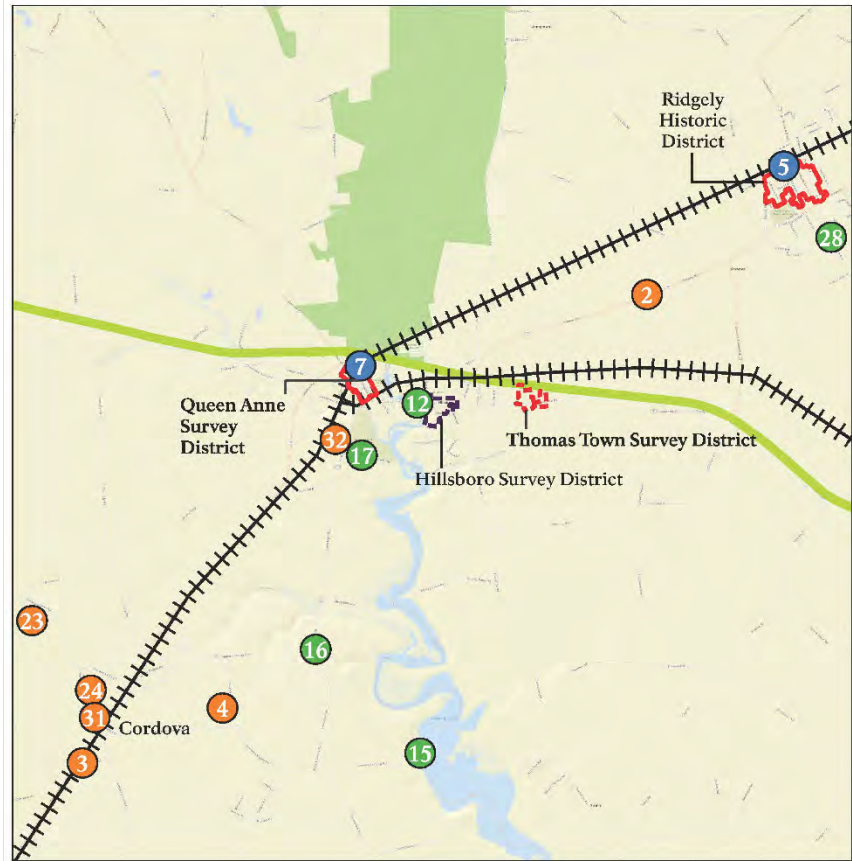 Ridgely
Historic
District
5
28
2
7
12
Queen Anne
Survey
District
32
17
Thomas Town Survey District
Hillsboro Survey District
23
16
24
31
4
Cordova
3
15